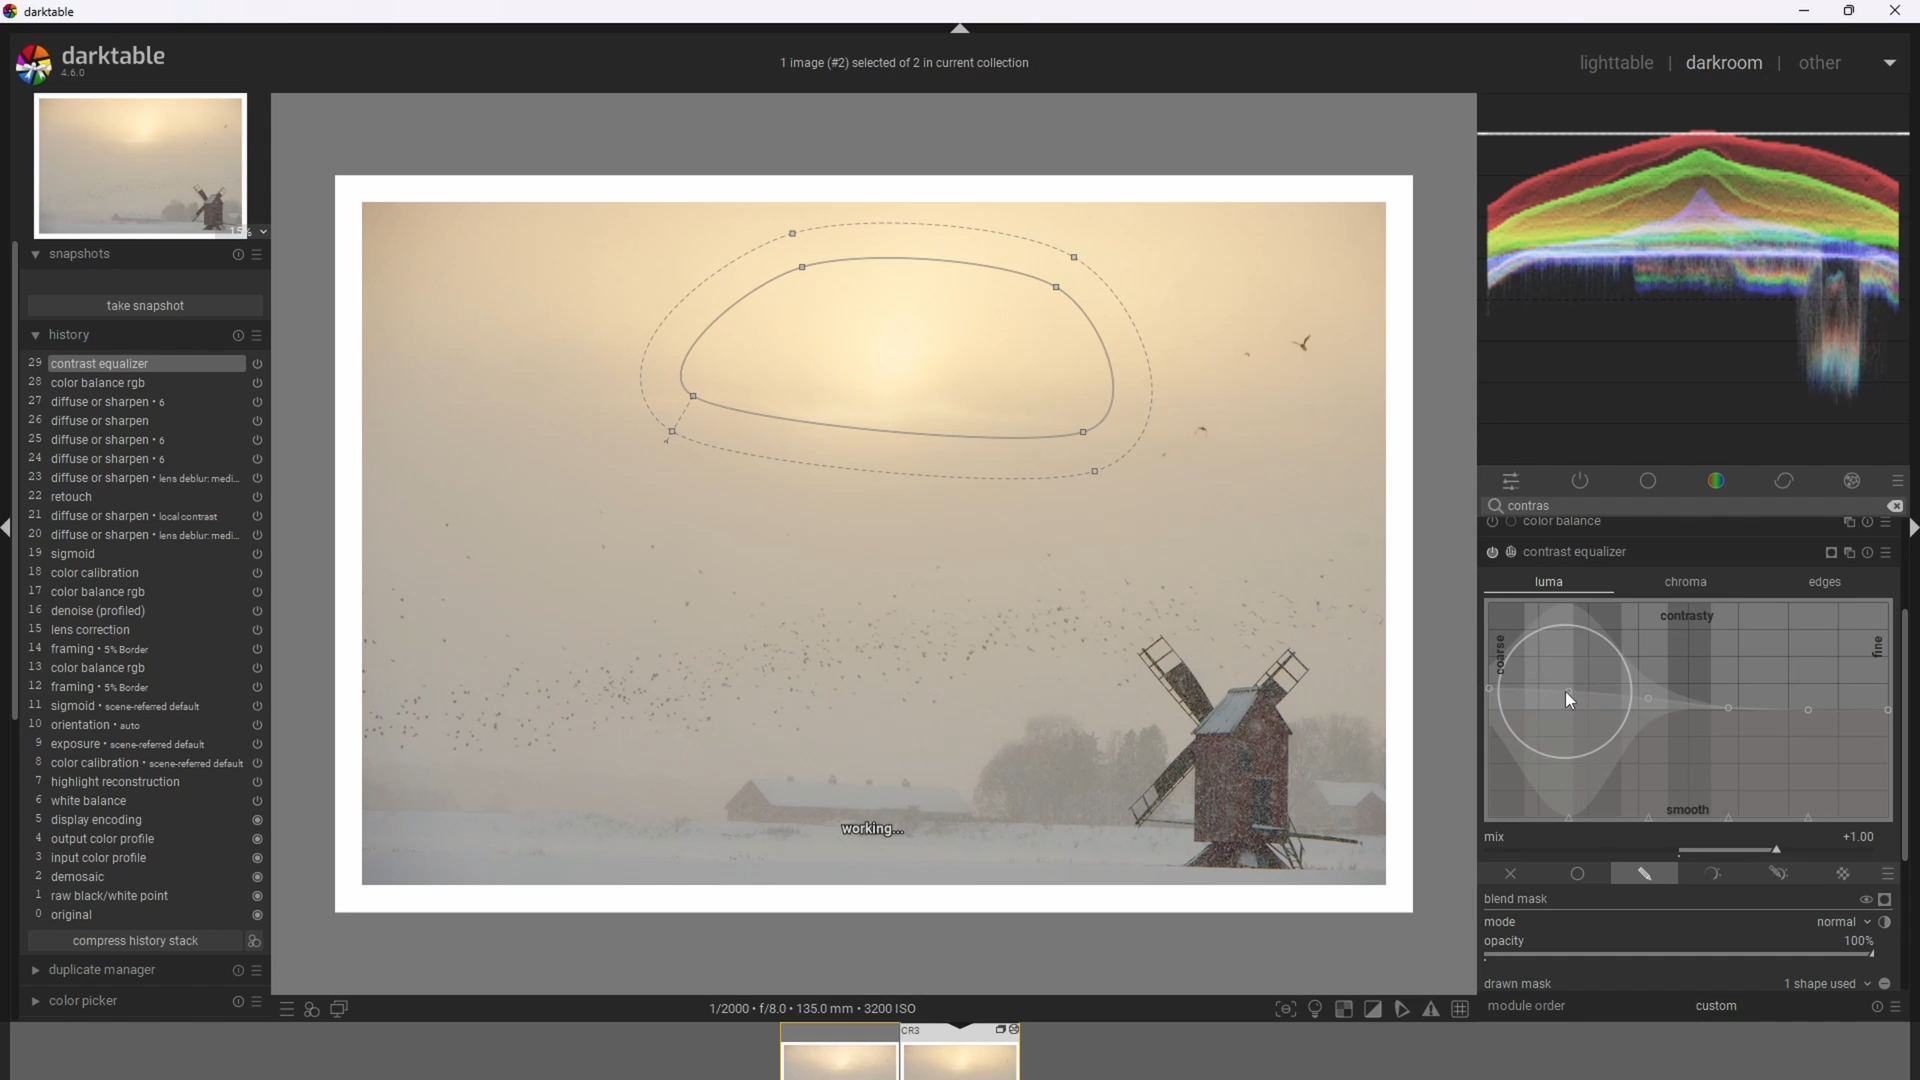 darktable
darktable
4.6.0
1 image (#2) selected of 2 in current collection
lighttable | darkroom | other
snapshots
take snapshot
history
29 contrast equalizer
28 color balance rgb
27 diffuse or sharpen • 6
26 diffuse or sharpen
25 diffuse or sharpen • 6
24 diffuse or sharpen • 6
23 diffuse or sharpen • lens deblur: medi...
22 retouch
21 diffuse or sharpen • local contrast
20 diffuse or sharpen • lens deblur: medi...
19 sigmoid
18 color calibration
17 color balance rgb
16 denoise (profiled)
15 lens correction
14 framing • 5% Border
13 color balance rgb
12 framing • 5% Border
11 sigmoid • scene-referred default
10 orientation • auto
9 exposure • scene-referred default
8 color calibration • scene-referred default
7 highlight reconstruction
6 white balance
5 display encoding
4 output color profile
3 input color profile
2 demosaic
1 raw black/white point
0 original
compress history stack
duplicate manager
color picker
working...
1/2000 • f/8.0 • 135.0 mm • 3200 ISO
CR3
contras
color balance
contrast equalizer
luma chroma edges
contrasty
coarse
fine
smooth
mix +1.00
blend mask
mode normal
opacity 100%
drawn mask 1 shape used
module order custom